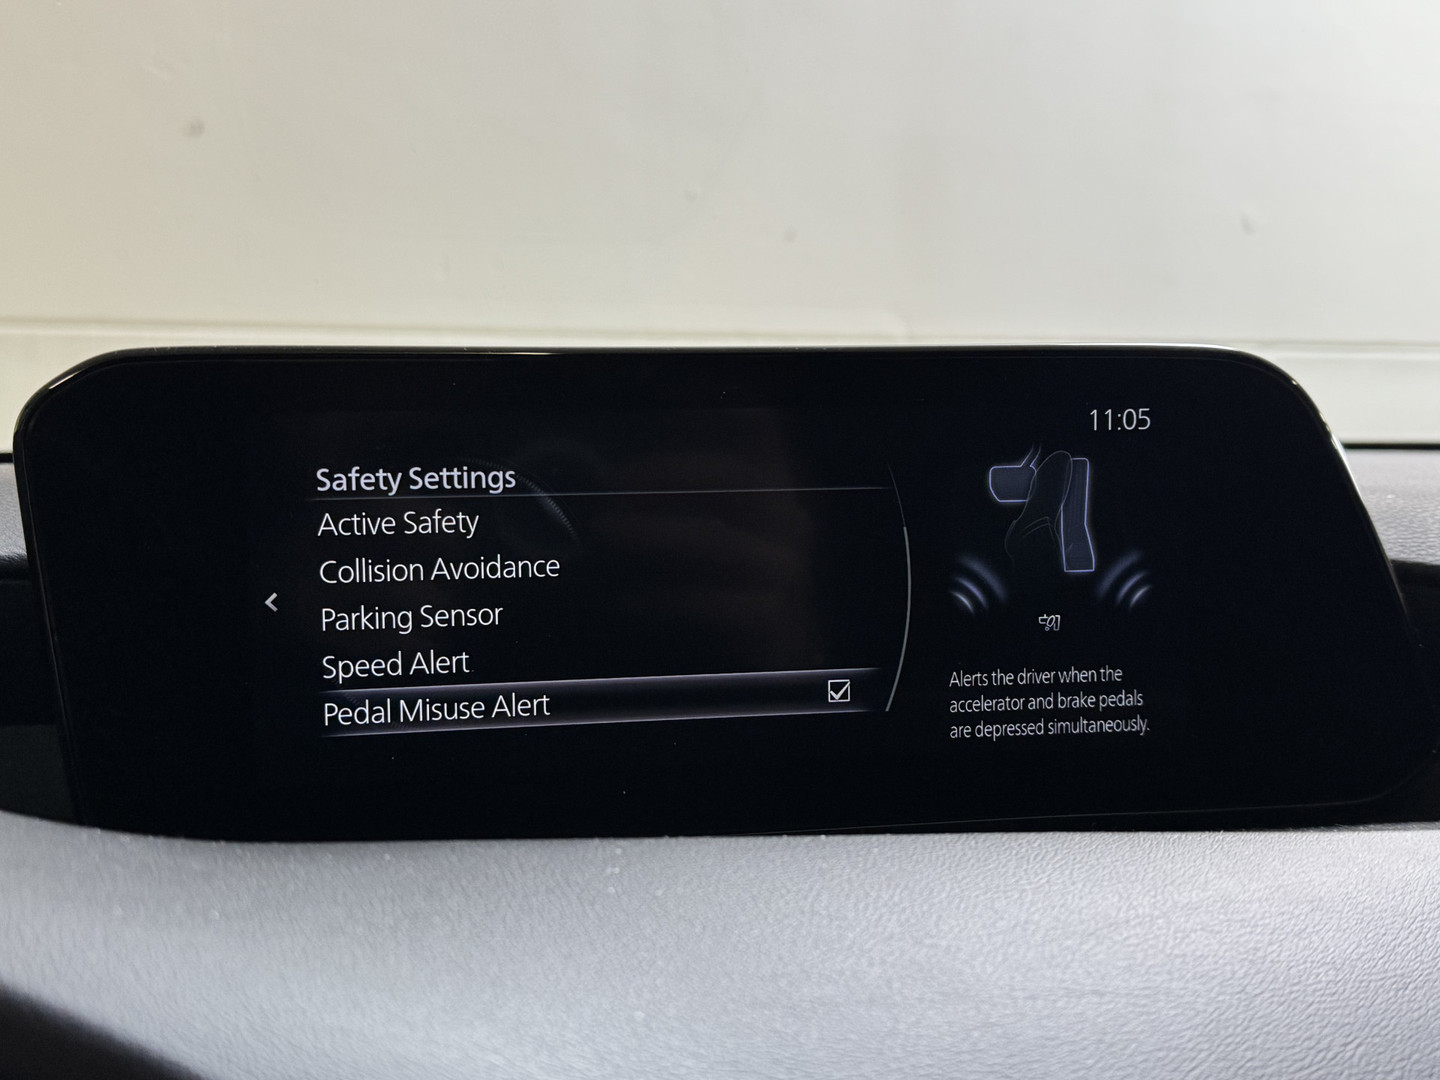 11:05
Safety Settings
Active Safety
Collision Avoidance
Parking Sensor
Speed Alert
Pedal Misuse Alert
Alerts the driver when the
accelerator and brake pedals
are depressed simultaneously.